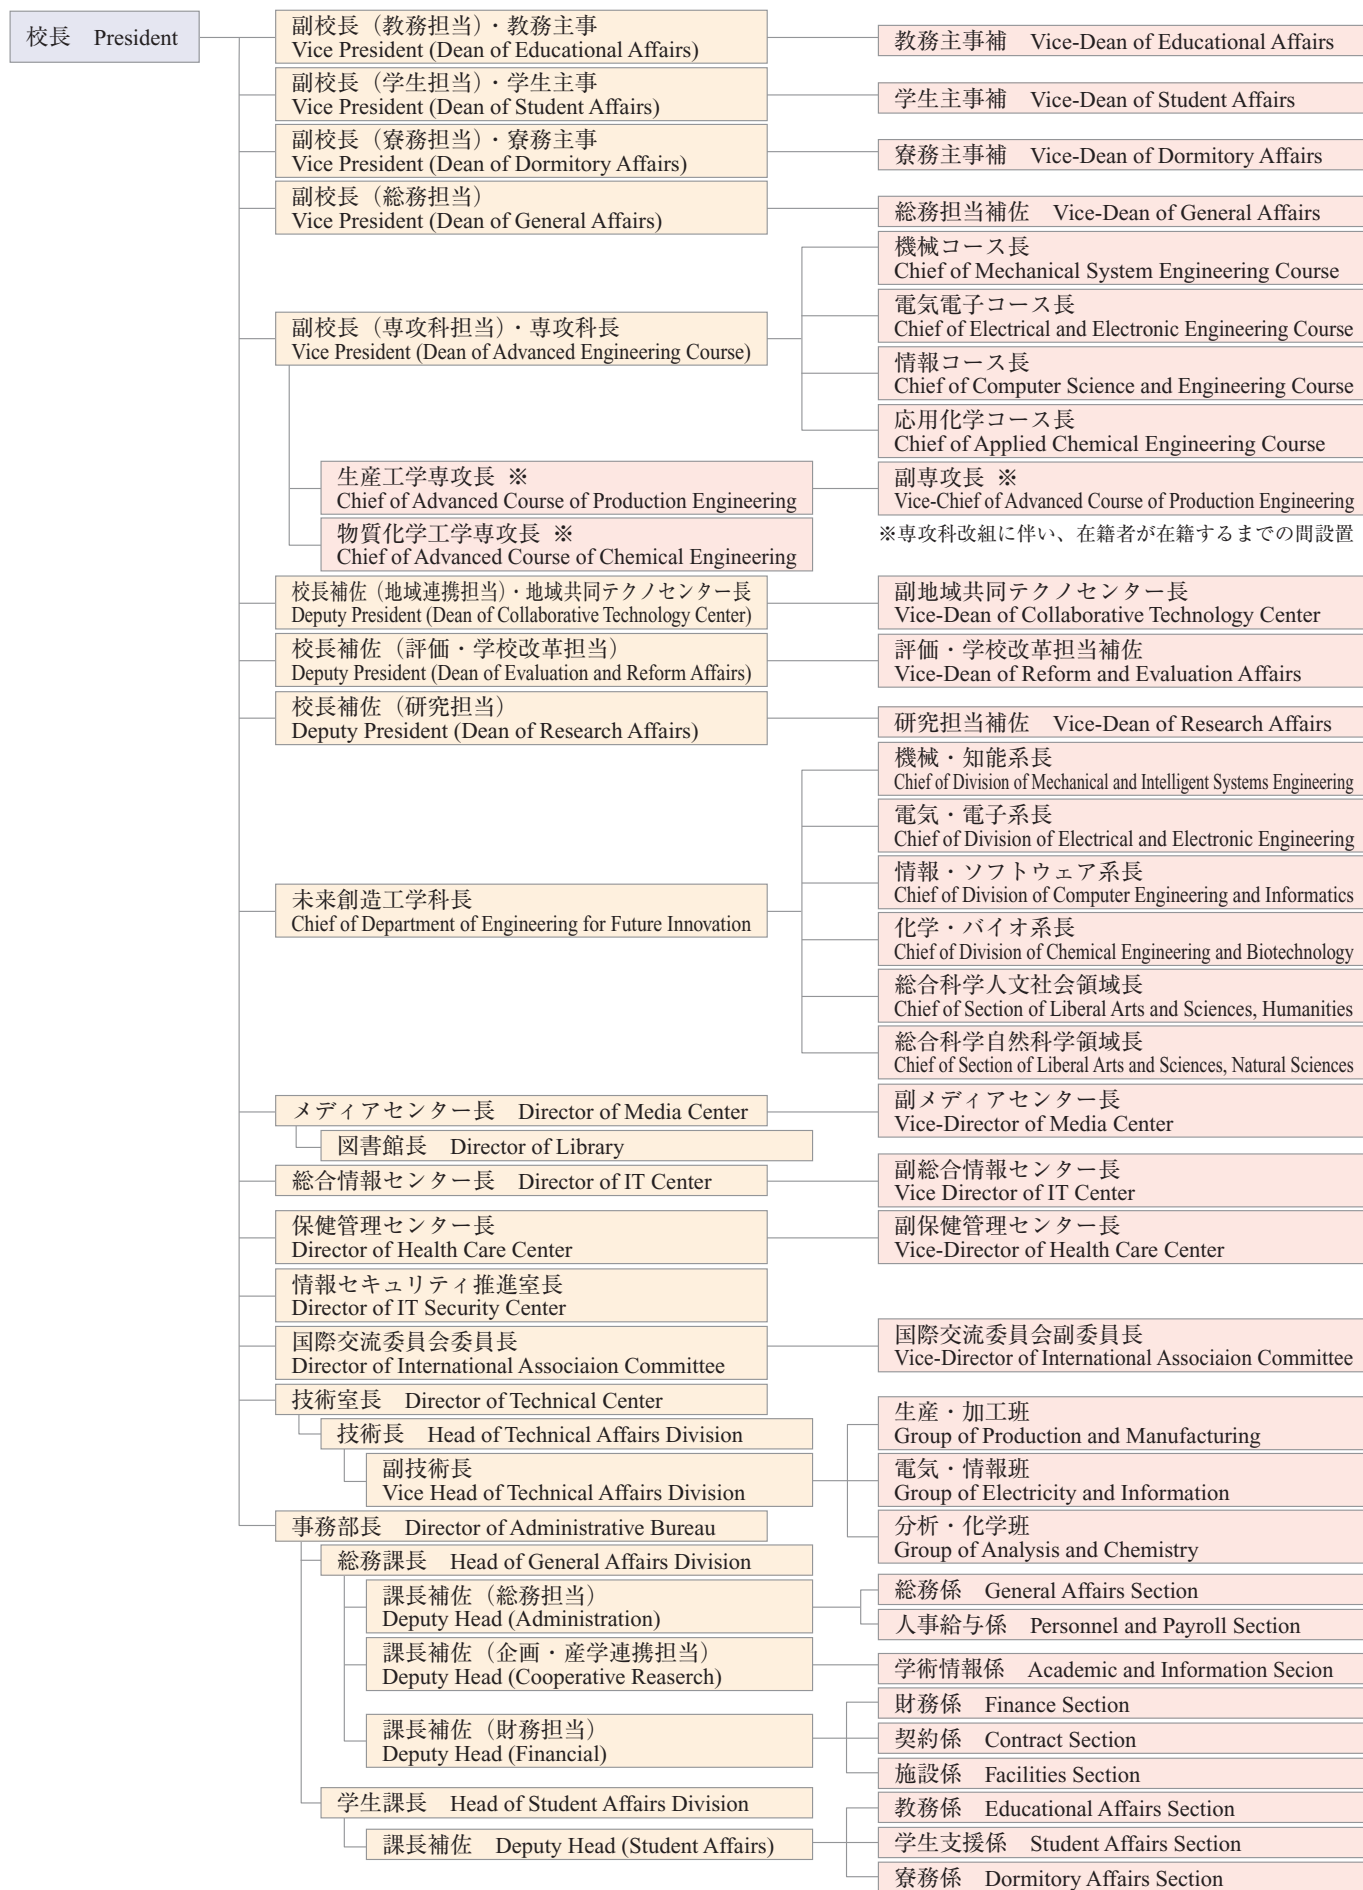 校長　President
副校長（教務担当）・教務主事
Vice President (Dean of Educational Affairs)
教務主事補　Vice-Dean of Educational Affairs
副校長（学生担当）・学生主事
Vice President (Dean of Student Affairs)
学生主事補　Vice-Dean of Student Affairs
副校長（寮務担当）・寮務主事
Vice President (Dean of Dormitory Affairs)
寮務主事補　Vice-Dean of Dormitory Affairs
副校長（総務担当）
Vice President (Dean of General Affairs)
総務担当補佐　Vice-Dean of General Affairs
副校長（専攻科担当）・専攻科長
Vice President (Dean of Advanced Engineering Course)
機械コース長
Chief of Mechanical System Engineering Course
電気電子コース長
Chief of Electrical and Electronic Engineering Course
情報コース長
Chief of Computer Science and Engineering Course
応用化学コース長
Chief of Applied Chemical Engineering Course
生産工学専攻長 ※
Chief of Advanced Course of Production Engineering
副専攻長 ※
Vice-Chief of Advanced Course of Production Engineering
物質化学工学専攻長 ※
Chief of Advanced Course of Chemical Engineering
※専攻科改組に伴い、在籍者が在籍するまでの間設置
校長補佐（地域連携担当）・地域共同テクノセンター長
Deputy President (Dean of Collaborative Technology Center)
副地域共同テクノセンター長
Vice-Dean of Collaborative Technology Center
校長補佐（評価・学校改革担当）
Deputy President (Dean of Evaluation and Reform Affairs)
評価・学校改革担当補佐
Vice-Dean of Reform and Evaluation Affairs
校長補佐（研究担当）
Deputy President (Dean of Research Affairs)
研究担当補佐　Vice-Dean of Research Affairs
未来創造工学科長
Chief of Department of Engineering for Future Innovation
機械・知能系長
Chief of Division of Mechanical and Intelligent Systems Engineering
電気・電子系長
Chief of Division of Electrical and Electronic Engineering
情報・ソフトウェア系長
Chief of Division of Computer Engineering and Informatics
化学・バイオ系長
Chief of Division of Chemical Engineering and Biotechnology
総合科学人文社会領域長
Chief of Section of Liberal Arts and Sciences, Humanities
総合科学自然科学領域長
Chief of Section of Liberal Arts and Sciences, Natural Sciences
メディアセンター長　Director of Media Center
副メディアセンター長
Vice-Director of Media Center
図書館長　Director of Library
総合情報センター長　Director of IT Center
副総合情報センター長
Vice Director of IT Center
保健管理センター長
Director of Health Care Center
副保健管理センター長
Vice-Director of Health Care Center
情報セキュリティ推進室長
Director of IT Security Center
国際交流委員会委員長
Director of International Associaion Committee
国際交流委員会副委員長
Vice-Director of International Associaion Committee
技術室長　Director of Technical Center
技術長　Head of Technical Affairs Division
副技術長
Vice Head of Technical Affairs Division
生産・加工班
Group of Production and Manufacturing
電気・情報班
Group of Electricity and Information
分析・化学班
Group of Analysis and Chemistry
事務部長　Director of Administrative Bureau
総務課長　Head of General Affairs Division
課長補佐（総務担当）
Deputy Head (Administration)
総務係　General Affairs Section
人事給与係　Personnel and Payroll Section
課長補佐（企画・産学連携担当）
Deputy Head (Cooperative Reaserch)
学術情報係　Academic and Information Secion
課長補佐（財務担当）
Deputy Head (Financial)
財務係　Finance Section
契約係　Contract Section
施設係　Facilities Section
学生課長　Head of Student Affairs Division
課長補佐　Deputy Head (Student Affairs)
教務係　Educational Affairs Section
学生支援係　Student Affairs Section
寮務係　Dormitory Affairs Section